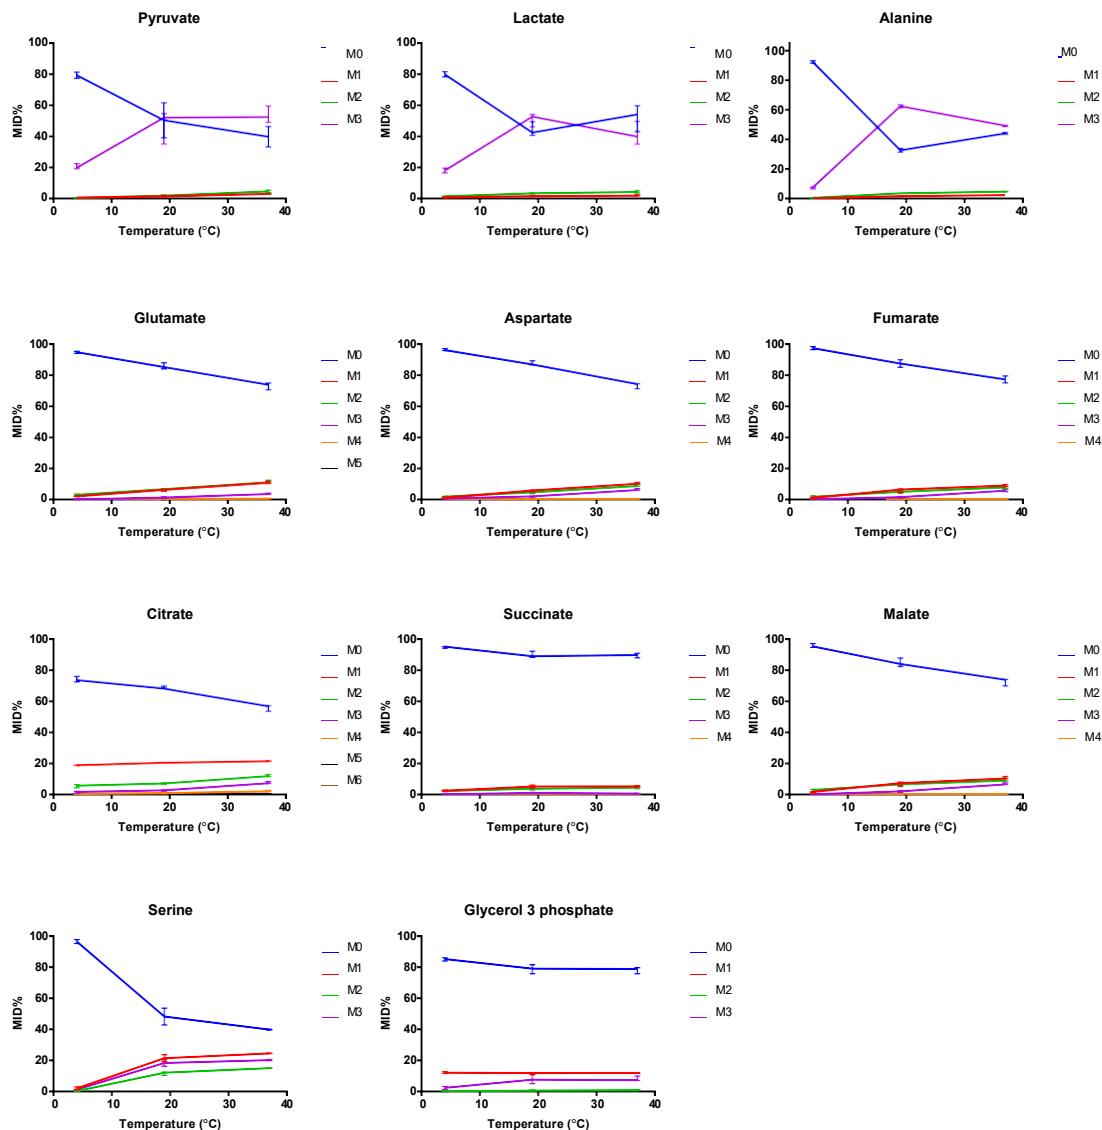 Pyruvate
MID%
100
80
60
40
20
0
0 10 20 30 40
Temperature (°C)
M0
M1
M2
M3
Lactate
MID%
100
80
60
40
20
0
0 10 20 30 40
Temperature (°C)
M0
M1
M2
M3
Alanine
MID%
100
80
60
40
20
0
0 10 20 30 40
Temperature (°C)
M0
M1
M2
M3
Glutamate
MID%
100
80
60
40
20
0
0 10 20 30 40
Temperature (°C)
M0
M1
M2
M3
M4
M5
Aspartate
MID%
100
80
60
40
20
0
0 10 20 30 40
Temperature (°C)
M0
M1
M2
M3
M4
Fumarate
MID%
100
80
60
40
20
0
0 10 20 30 40
Temperature (°C)
M0
M1
M2
M3
M4
Citrate
MID%
100
80
60
40
20
0
0 10 20 30 40
Temperature (°C)
M0
M1
M2
M3
M4
M5
M6
Succinate
MID%
100
80
60
40
20
0
0 10 20 30 40
Temperature (°C)
M0
M1
M2
M3
M4
Malate
MID%
100
80
60
40
20
0
0 10 20 30 40
Temperature (°C)
M0
M1
M2
M3
M4
Serine
MID%
100
80
60
40
20
0
0 10 20 30 40
Temperature (°C)
M0
M1
M2
M3
Glycerol 3 phosphate
MID%
100
80
60
40
20
0
0 10 20 30 40
Temperature (°C)
M0
M1
M2
M3